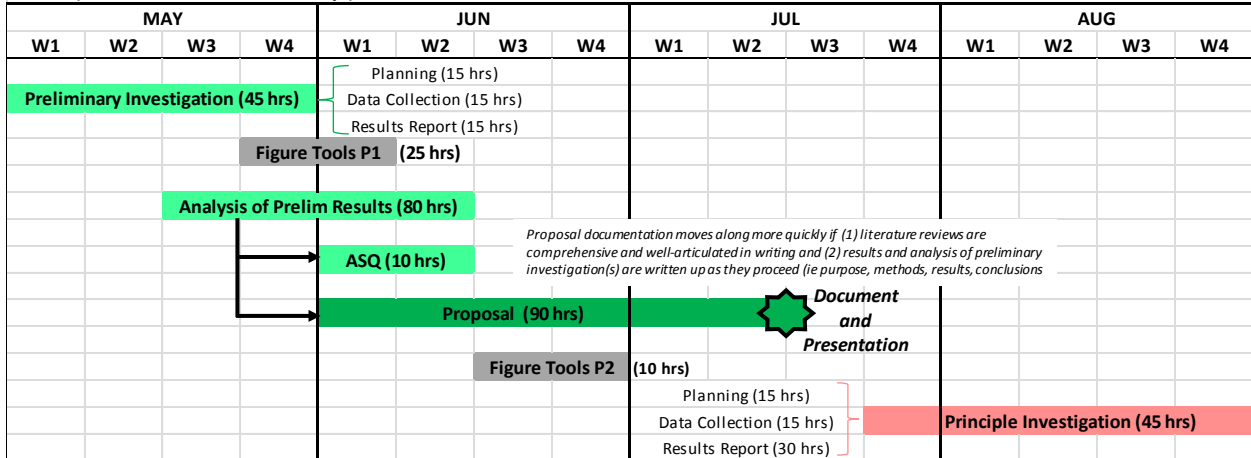 MAY JUN JUL AUG
W1 W2 W3 W4 W1 W2 W3 W4 W1 W2 W3 W4 W1 W2 W3 W4
Planning (15 hrs)
Preliminary Investigation (45 hrs)
Data Collection (15 hrs)
Results Report (15 hrs)
Figure Tools P1 (25 hrs)
Analysis of Prelim Results (80 hrs)
Proposal documentation moves along more quickly if (1) literature reviews are
comprehensive and well-articulated in writing and (2) results and analysis of preliminary
investigation(s) are written up as they proceed (ie purpose, methods, results, conclusions
ASQ (10 hrs)
Proposal (90 hrs)
Document
and
Presentation
Figure Tools P2 (10 hrs)
Planning (15 hrs)
Data Collection (15 hrs)
Principle Investigation (45 hrs)
Results Report (30 hrs)